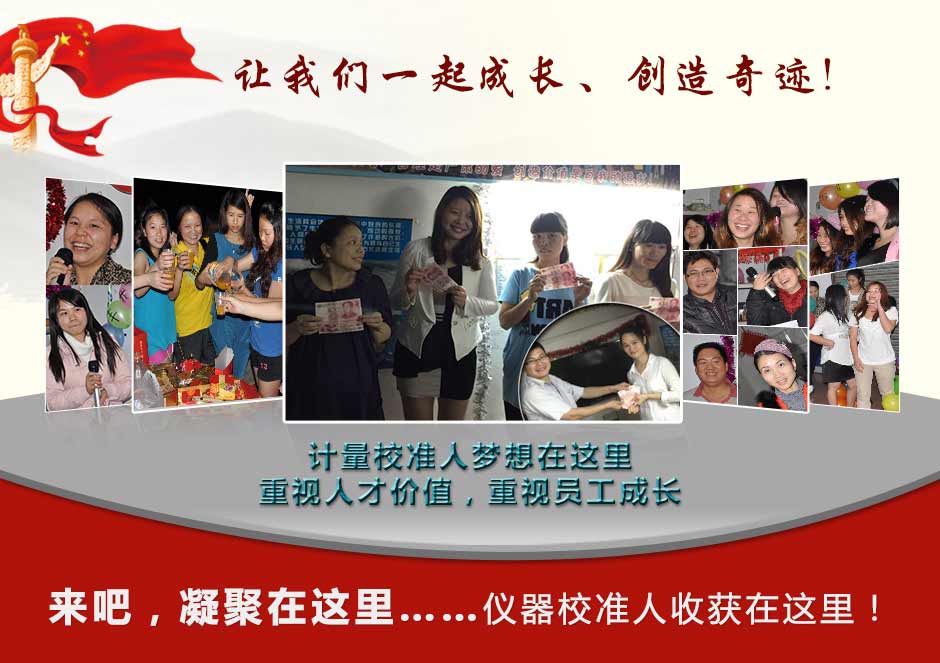 让我们一起成长、创造奇迹!
计量校准人梦想在这里
重视人才价值，重视员工成长
来吧，凝聚在这里……仪器校准人收获在这里！